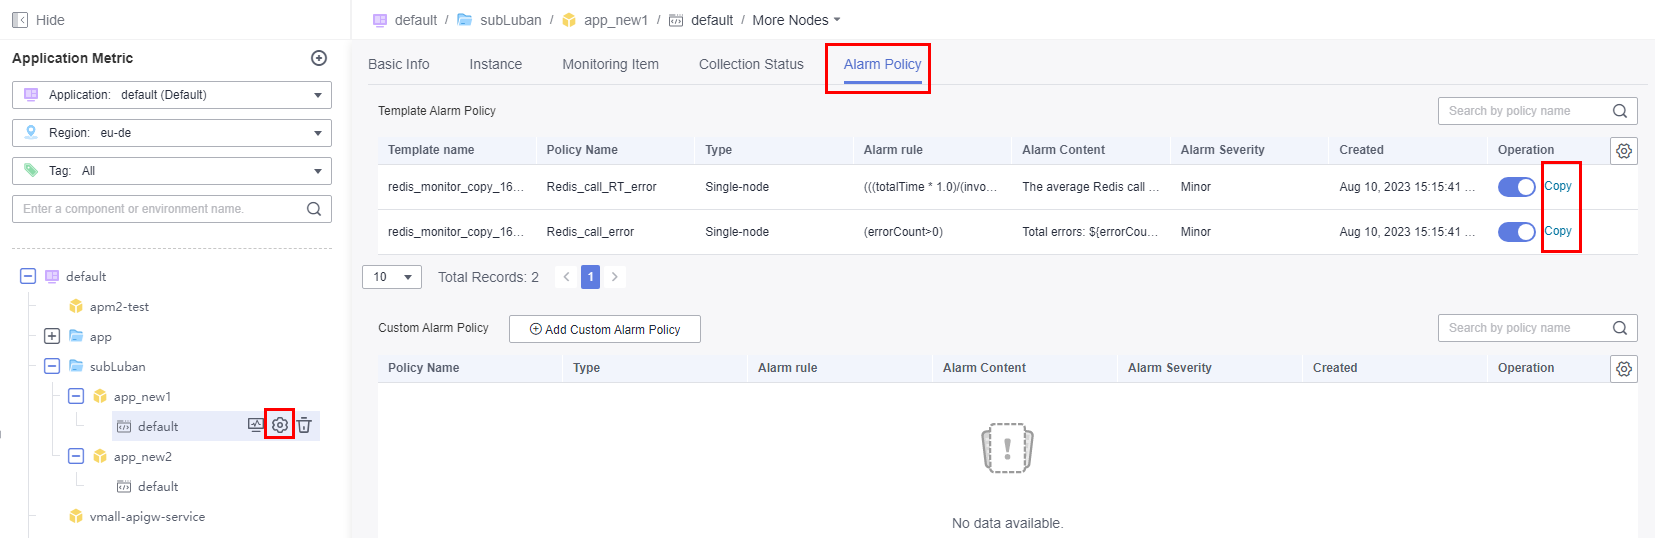 Hide
default / subLuban / app_new1 / default / More Nodes
Application Metric
Application: default (Default)
Region: eu-de
Tag: All
Enter a component or environment name.
default
apm2-test
app
subLuban
app_new1
default
app_new2
default
vmall-apigw-service
Basic Info Instance Monitoring Item Collection Status Alarm Policy
Template Alarm Policy Search by policy name
Template name Policy Name Type Alarm rule Alarm Content Alarm Severity Created Operation
redis_monitor_copy_16... Redis_call_RT_error Single-node (((totalTime * 1.0)/(invo... The average Redis call ... Minor Aug 10, 2023 15:15:41 ... Copy
redis_monitor_copy_16... Redis_call_error Single-node (errorCount>0) Total errors: ${errorCou... Minor Aug 10, 2023 15:15:41 ... Copy
10 Total Records: 2 < 1 >
Custom Alarm Policy Add Custom Alarm Policy Search by policy name
Policy Name Type Alarm rule Alarm Content Alarm Severity Created Operation
No data available.